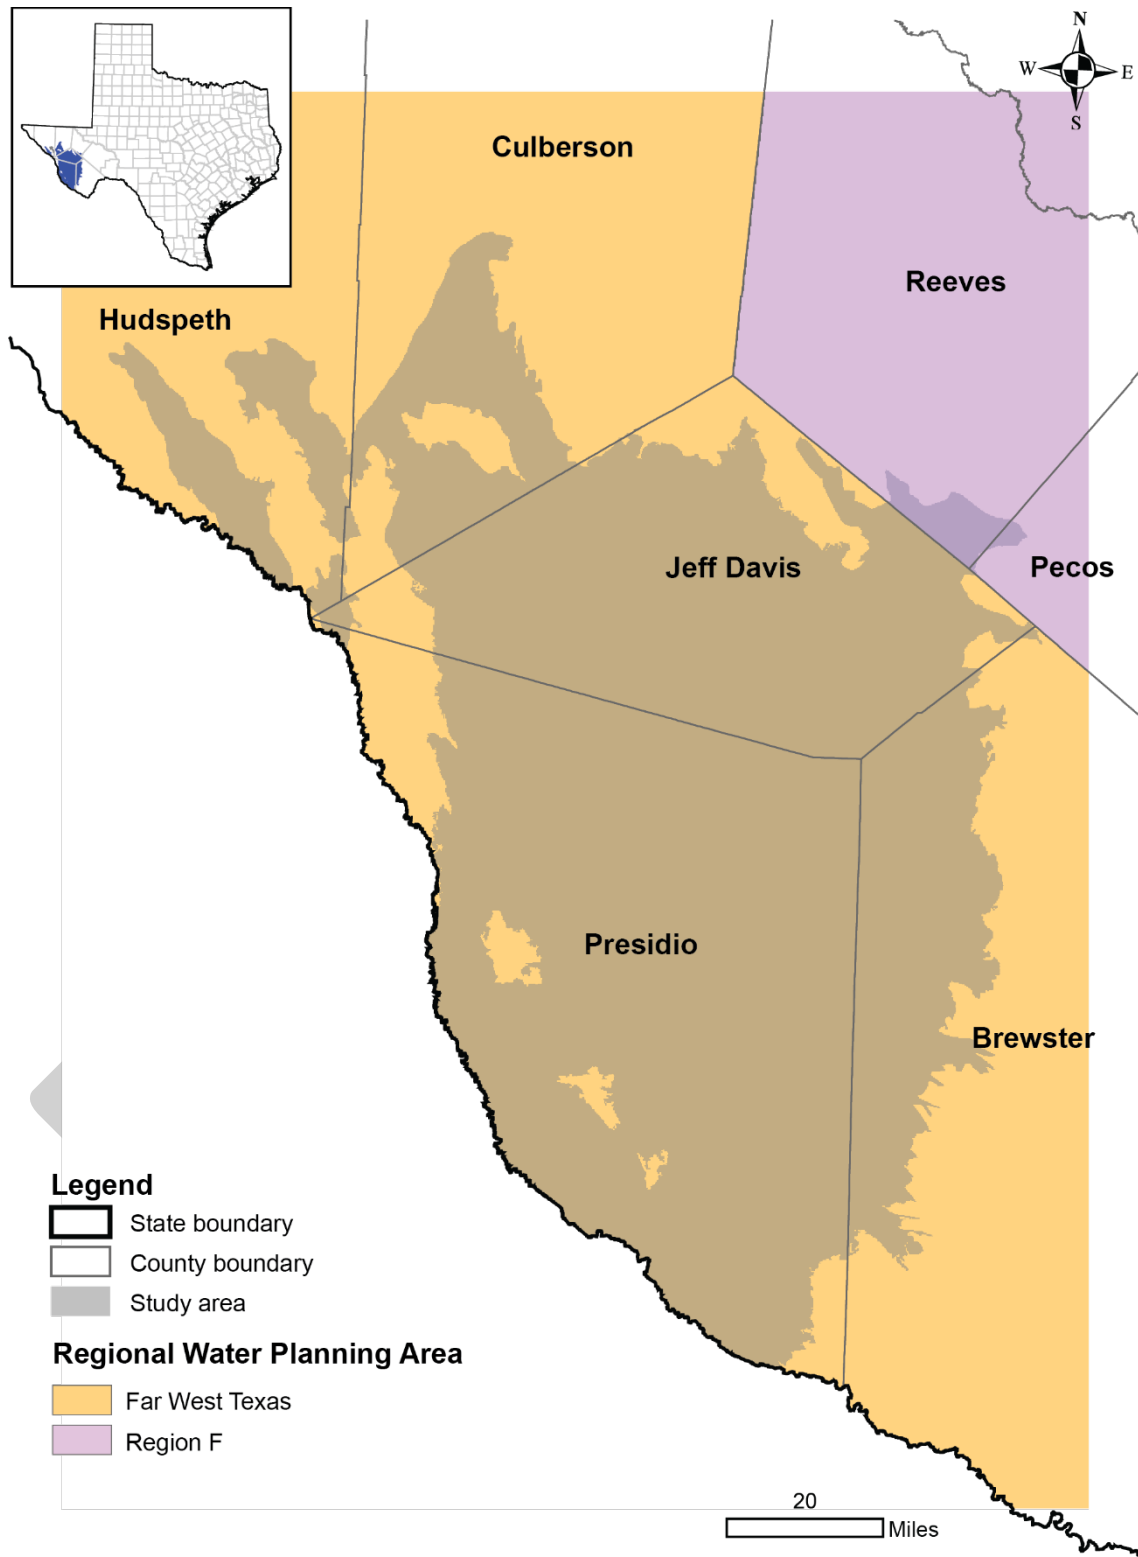 N
W E
S
Culberson
Reeves
Hudspeth
Jeff Davis
Pecos
Presidio
Brewster
Legend
State boundary
County boundary
Study area
Regional Water Planning Area
Far West Texas
Region F
20
Miles